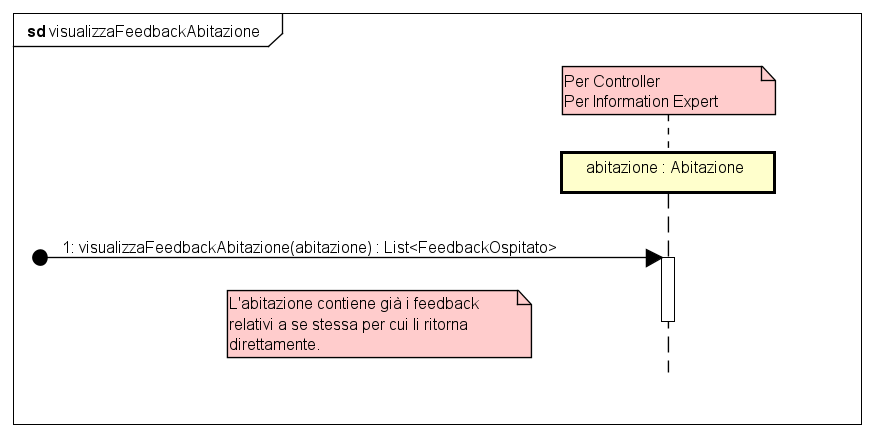 sd visualizzaFeedbackAbitazione
Per Controller
Per Information Expert
abitazione : Abitazione
1: visualizzaFeedbackAbitazione(abitazione) : List<FeedbackOspitato>
L'abitazione contiene già i feedback
relativi a se stessa per cui li ritorna
direttamente.